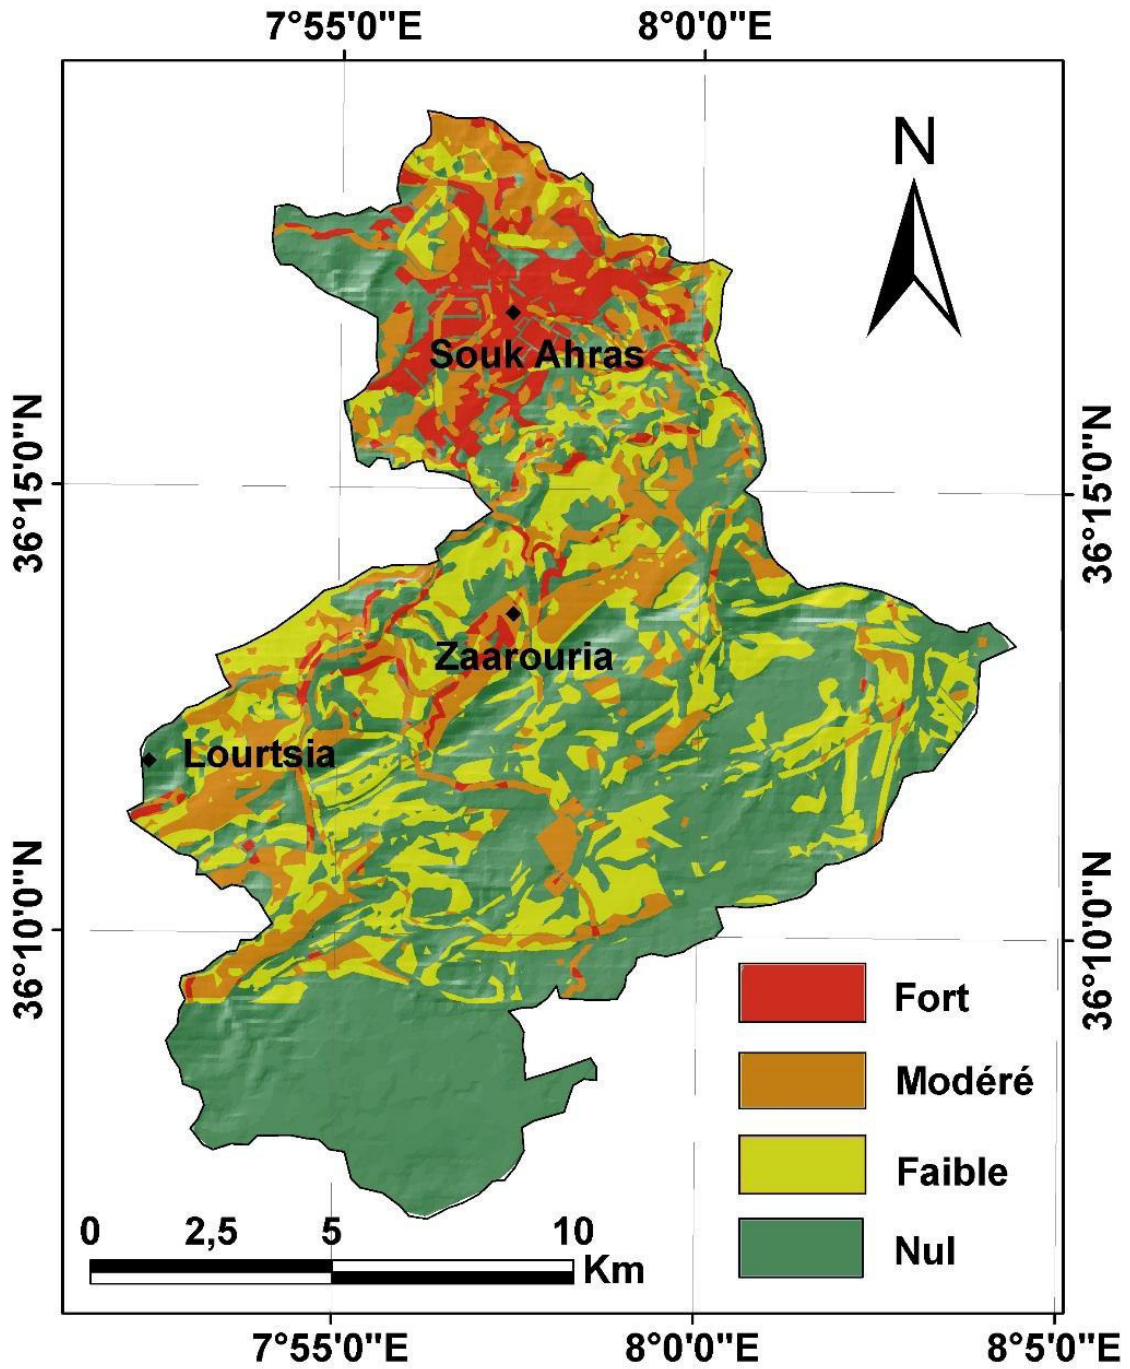 7°55'0"E 8°0'0"E
N
Souk Ahras
36°15'0"N 36°15'0"N
Zaarouria
Lourtsia
36°10'0"N 36°10'0"N
Fort
Modéré
Faible
Nul
0 2,5 5 10
Km
7°55'0"E 8°0'0"E 8°5'0"E